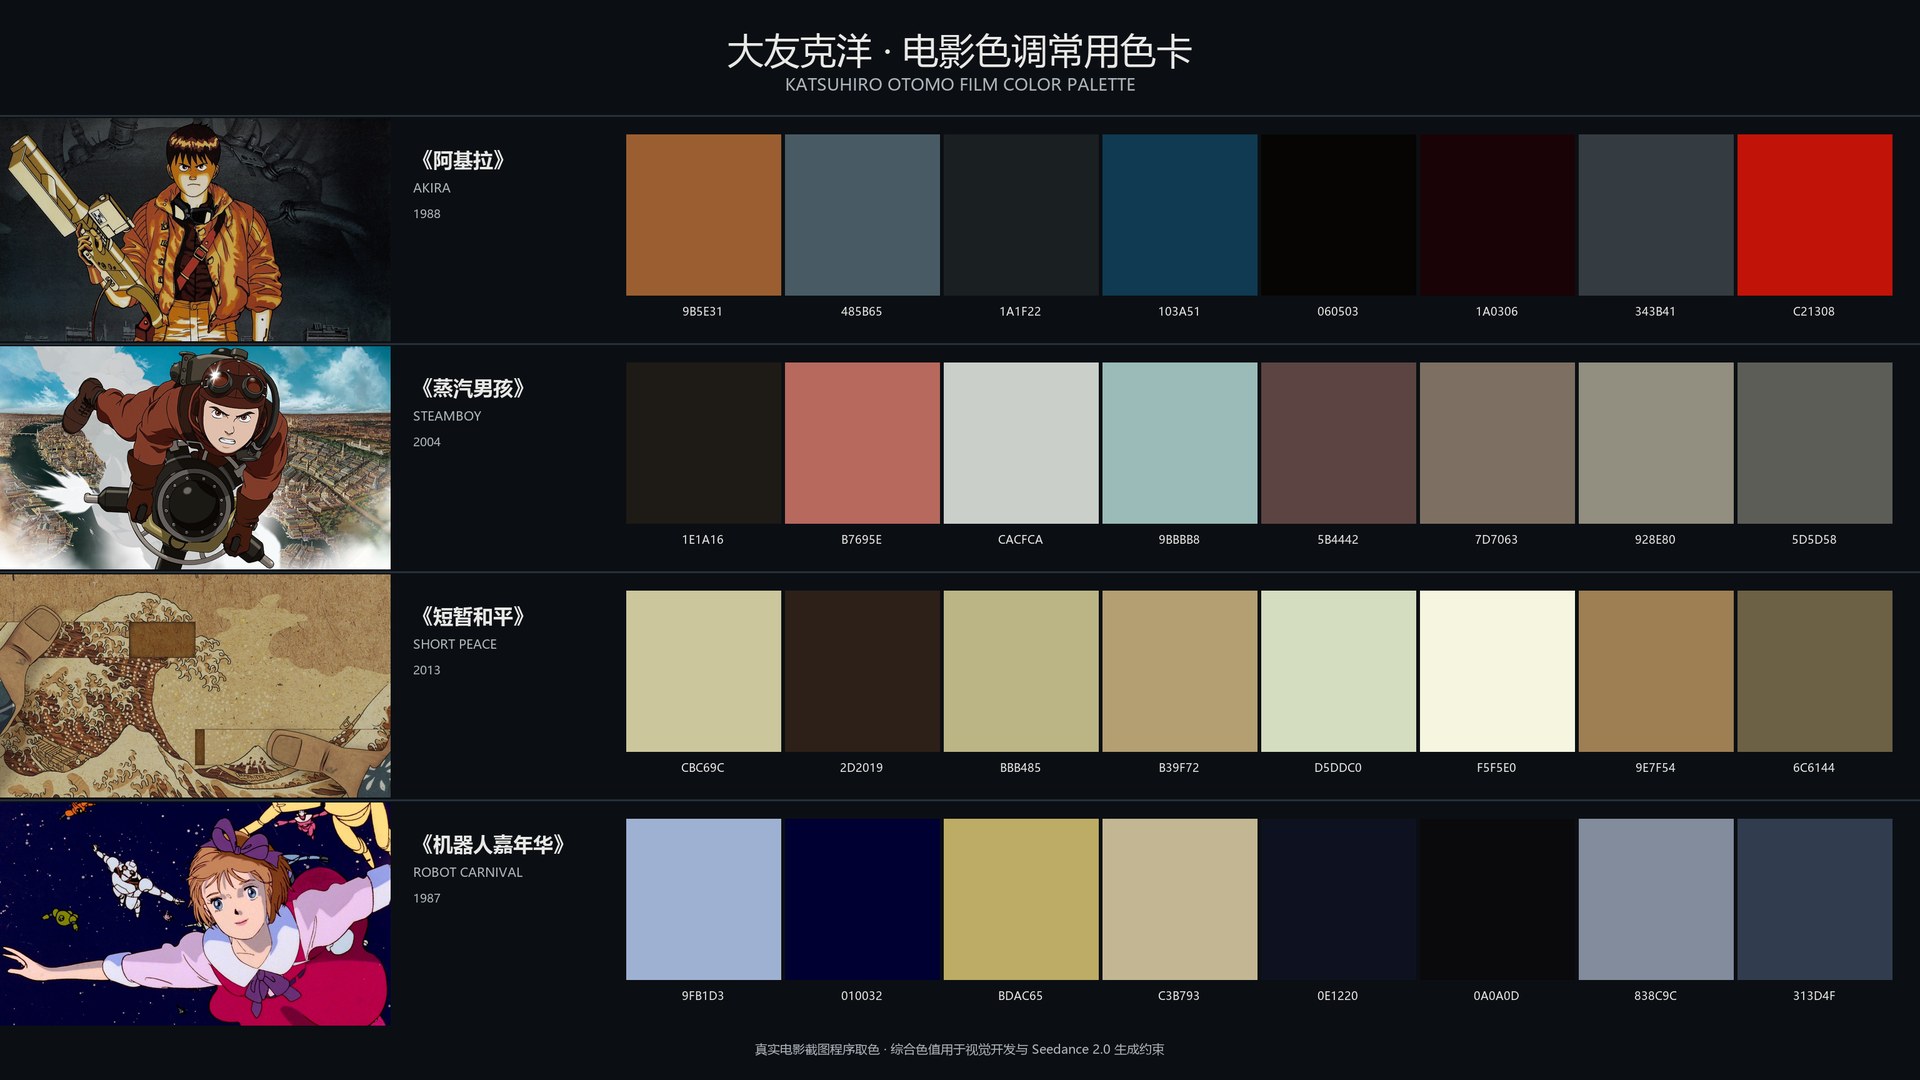 大友克洋 · 电影色调常用色卡
KATSUHIRO OTOMO FILM COLOR PALETTE
《阿基拉》
AKIRA
1988
9B5E31 485B65 1A1F22 103A51 060503 1A0306 343B41 C21308
《蒸汽男孩》
STEAMBOY
2004
1E1A16 B7695E CACFCA 9BBBB8 5B4442 7D7063 928E80 5D5D58
《短暂和平》
SHORT PEACE
2013
CBC69C 2D2019 BBB485 B39F72 D5DDC0 F5F5E0 9E7F54 6C6144
《机器人嘉年华》
ROBOT CARNIVAL
1987
9FB1D3 010032 BDAC65 C3B793 0E1220 0A0A0D 838C9C 313D4F
真实电影截图程序取色 · 综合色值用于视觉开发与 Seedance 2.0 生成约束